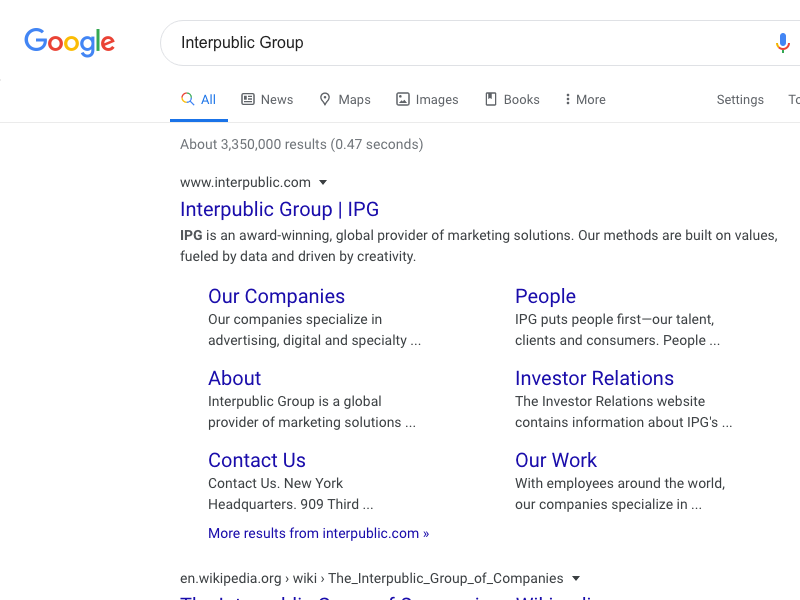 Google
Interpublic Group
All News Maps Images Books More Settings
About 3,350,000 results (0.47 seconds)
www.interpublic.com
Interpublic Group | IPG
IPG is an award-winning, global provider of marketing solutions. Our methods are built on values,
fueled by data and driven by creativity.
Our Companies
Our companies specialize in
advertising, digital and specialty ...
People
IPG puts people first—our talent,
clients and consumers. People ...
About
Interpublic Group is a global
provider of marketing solutions ...
Investor Relations
The Investor Relations website
contains information about IPG's ...
Contact Us
Contact Us. New York
Headquarters. 909 Third ...
Our Work
With employees around the world,
our companies specialize in ...
More results from interpublic.com »
en.wikipedia.org › wiki › The_Interpublic_Group_of_Companies